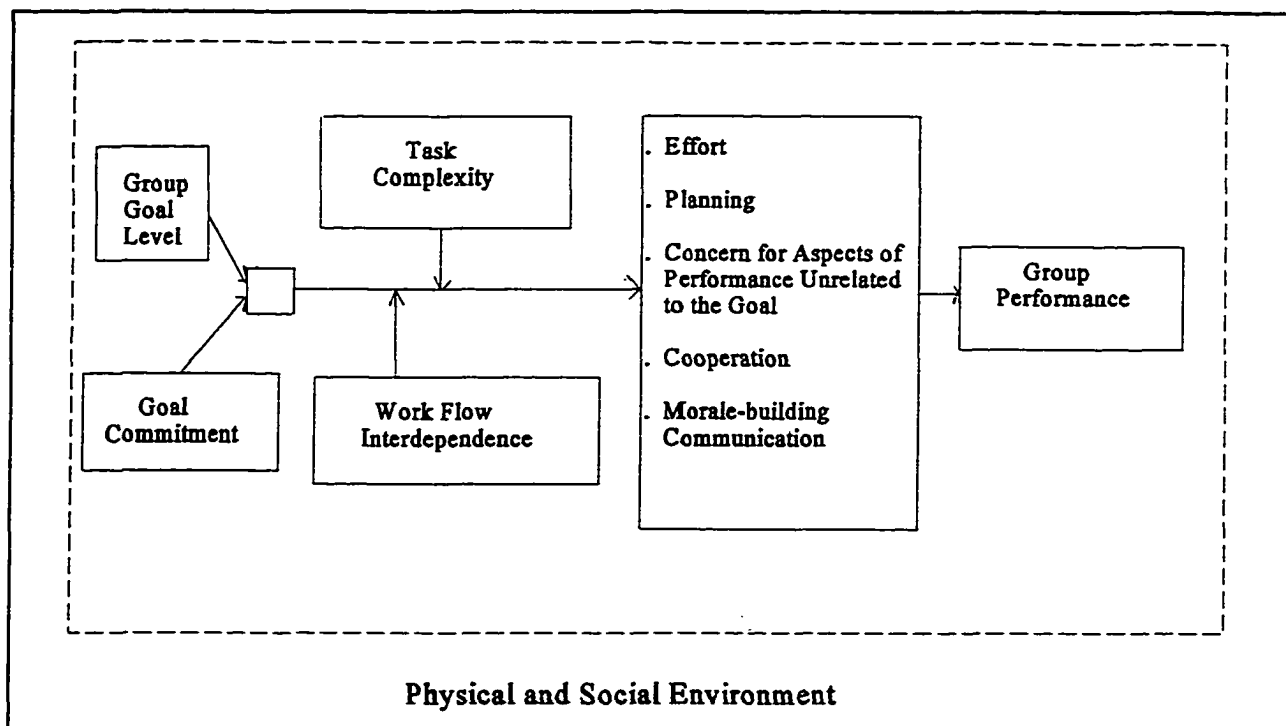 Group
Goal
Level
Goal
Commitment
Task
Complexity
Work Flow
Interdependence
. Effort
. Planning
. Concern for Aspects of
Performance Unrelated
to the Goal
. Cooperation
. Morale-building
Communication
Group
Performance
Physical and Social Environment